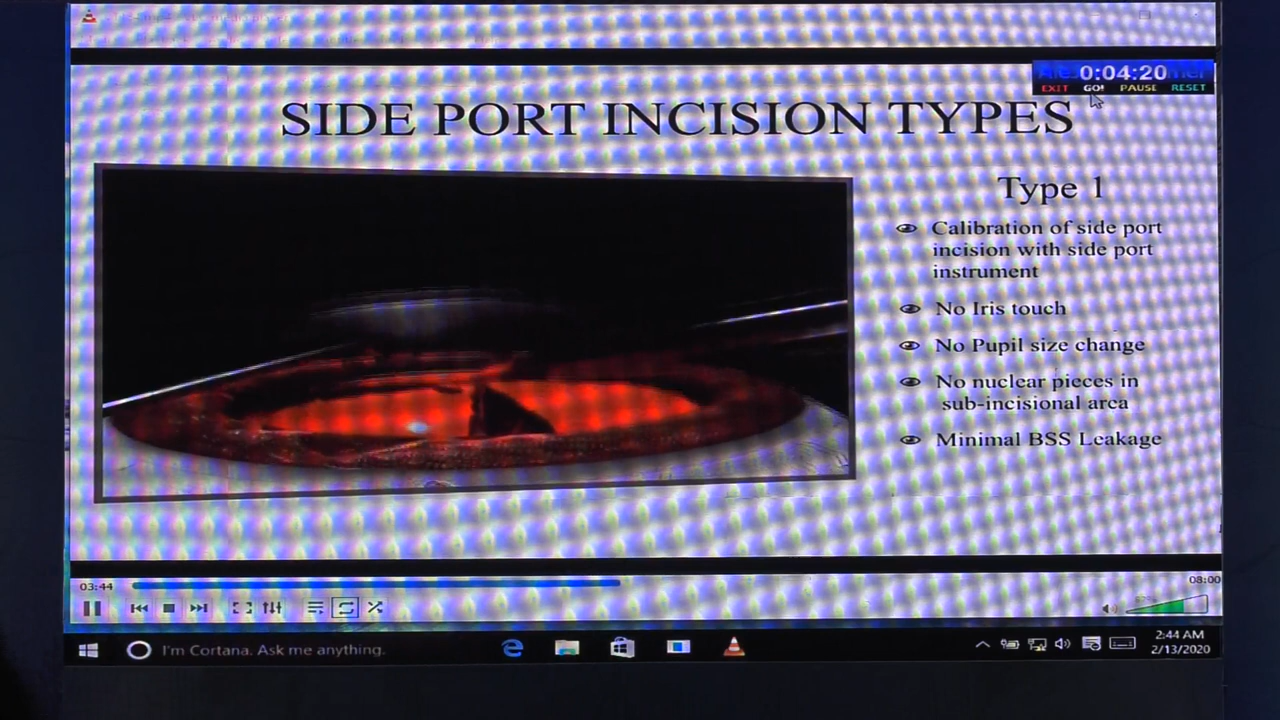 0:04:20
EXIT GO! PAUSE RESET
SIDE PORT INCISION TYPES
Type 1
Calibration of side port
incision with side port
instrument
No Iris touch
No Pupil size change
No nuclear pieces in
sub-incisional area
Minimal BSS Leakage
03:44
08:00
I'm Cortana. Ask me anything.
2:44 AM
2/13/2020